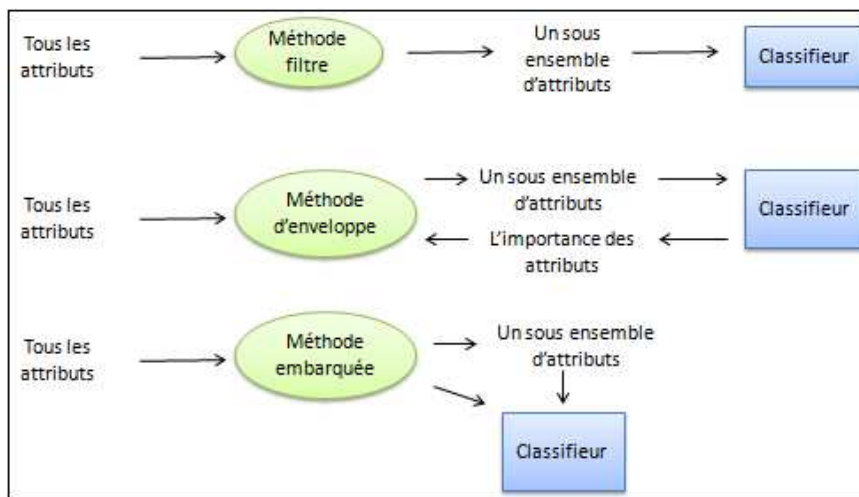 Tous les
attributs
Méthode
filtre
Un sous
ensemble
d'attributs
Classifieur
Tous les
attributs
Méthode
d'enveloppe
Un sous ensemble
d'attributs
L'importance des
attributs
Classifieur
Tous les
attributs
Méthode
embarquée
Un sous ensemble
d'attributs
Classifieur